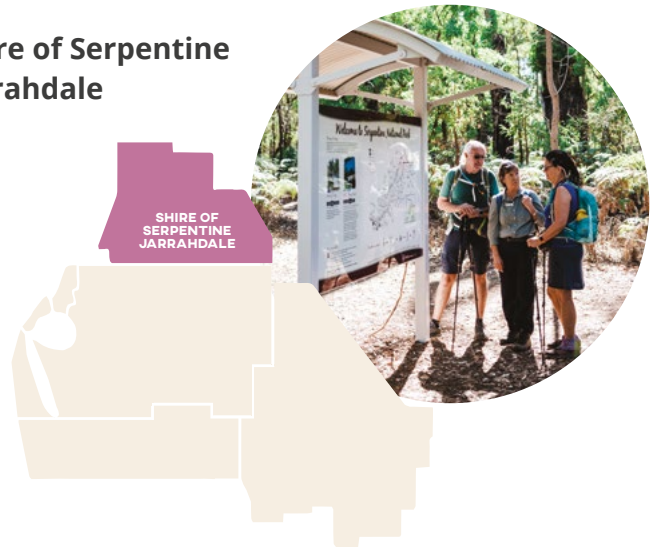 re of Serpentine
rahdale
SHIRE OF
SERPENTINE
JARRAHDALE
Welcome to Serpentine National Park